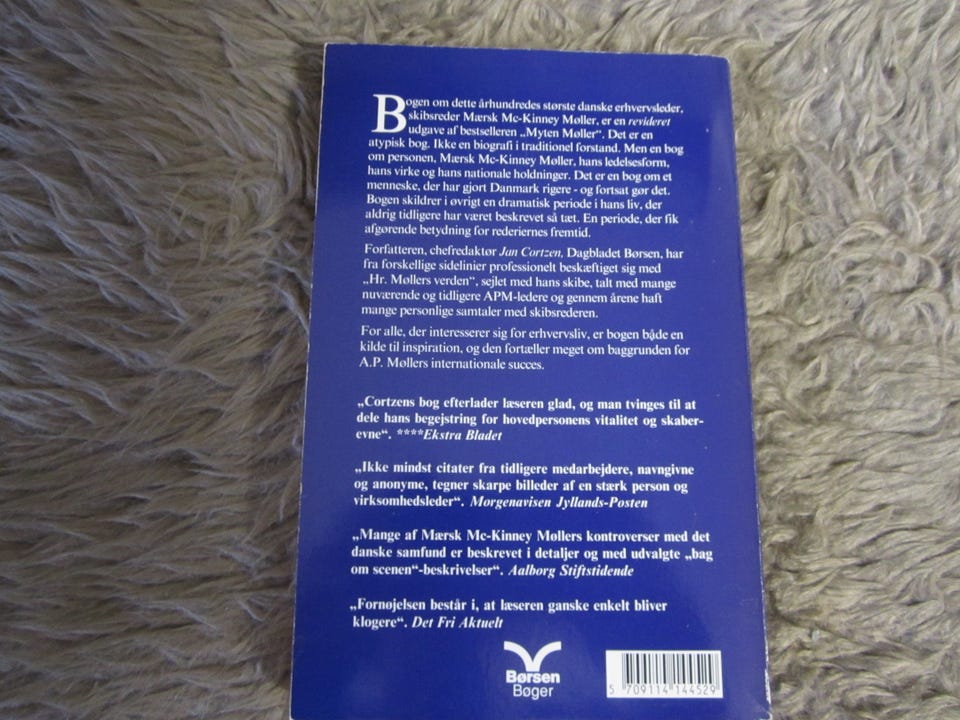 Bogen om dette århundredes største danske erhvervsleder,
skibsreder Mærsk Mc-Kinney Møller, er en revideret
udgave af bestselleren „Myten Møller“. Det er en
atypisk bog. Ikke en biografi i traditionel forstand. Men en bog
om personen, Mærsk Mc-Kinney Møller, hans ledelsesform,
hans virke og hans nationale holdninger. Det er en bog om et
menneske, der har gjort Danmark rigere - og fortsat gør det.
Bogen skildrer i øvrigt en dramatisk periode i hans liv, der
aldrig tidligere har været beskrevet så tæt. En periode, der fik
afgørende betydning for rederiernes fremtid.
Forfatteren, chefredaktør Jan Cortzen, Dagbladet Børsen, har
fra forskellige sidelinier professionelt beskæftiget sig med
„Hr. Møllers verden“, sejlet med hans skibe, talt med mange
nuværende og tidligere APM-ledere og gennem årene haft
mange personlige samtaler med skibsrederen.
For alle, der interesserer sig for erhvervsliv, er bogen både en
kilde til inspiration, og den fortæller meget om baggrunden for
A.P. Møllers internationale succes.
„Cortzens bog efterlader læseren glad, og man tvinges til at
dele hans begejstring for hovedpersonens vitalitet og skaber-
evne“. ****Ekstra Bladet
„Ikke mindst citater fra tidligere medarbejdere, navngivne
og anonyme, tegner skarpe billeder af en stærk person og
virksomhedsleder“. Morgenavisen Jyllands-Posten
„Mange af Mærsk Mc-Kinney Møllers kontroverser med det
danske samfund er beskrevet i detaljer og med udvalgte „bag
om scenen“-beskrivelser“. Aalborg Stiftstidende
„Fornøjelsen består i, at læseren ganske enkelt bliver
klogere“. Det Fri Aktuelt
Børsen
Bøger
5 709114 144529